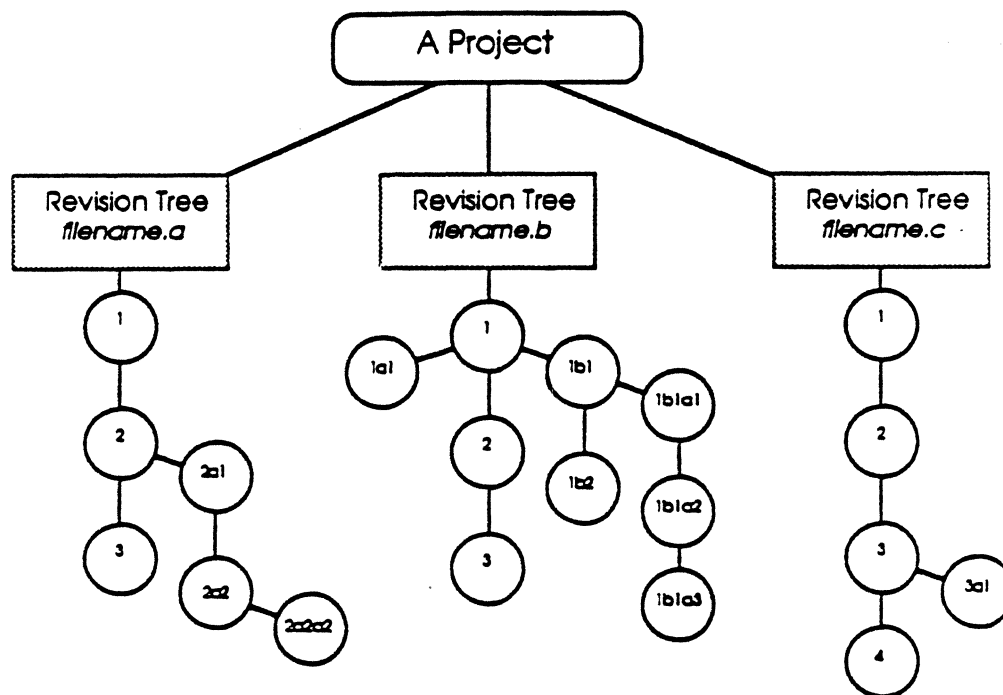 A Project
Revision Tree
filename.a
Revision Tree
filename.b
Revision Tree
filename.c
1
2
2a1
3
2a2
2a2a2
1
1a1
1b1
1b1a1
2
1b2
1b1a2
3
1b1a3
1
2
3
3a1
4